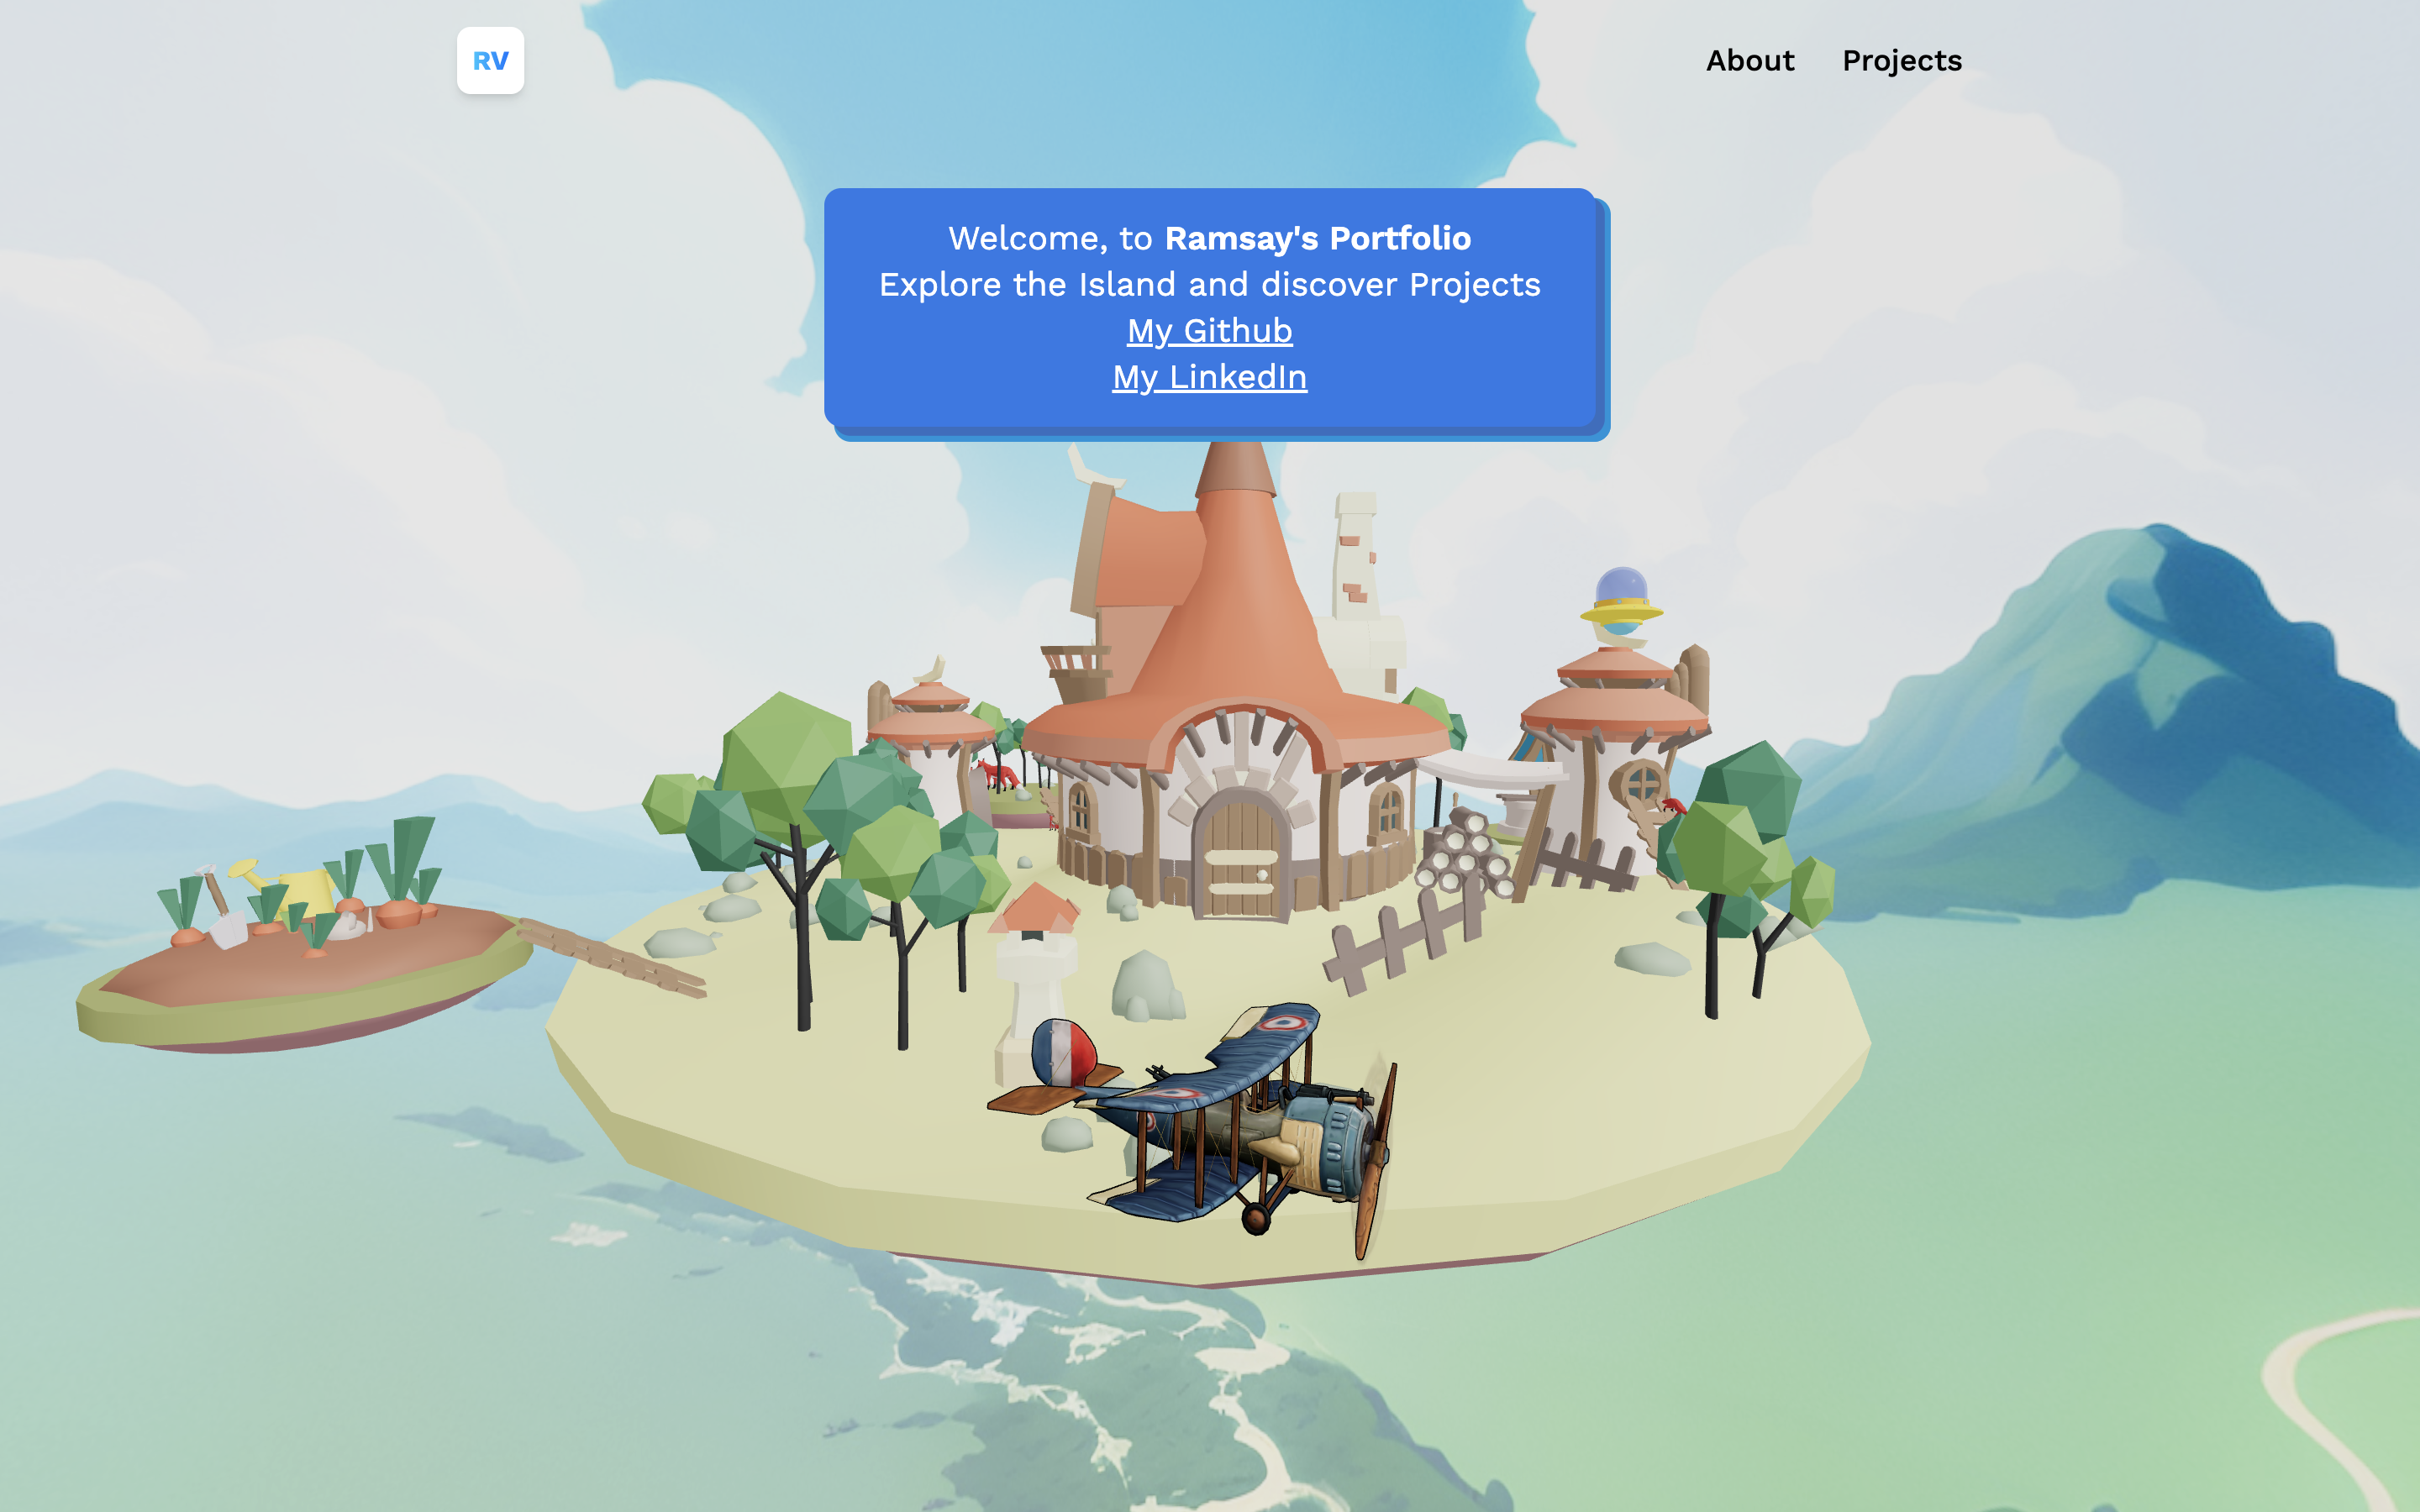 RV
About
Projects
Welcome, to Ramsay's Portfolio
Explore the Island and discover Projects
My Github
My LinkedIn